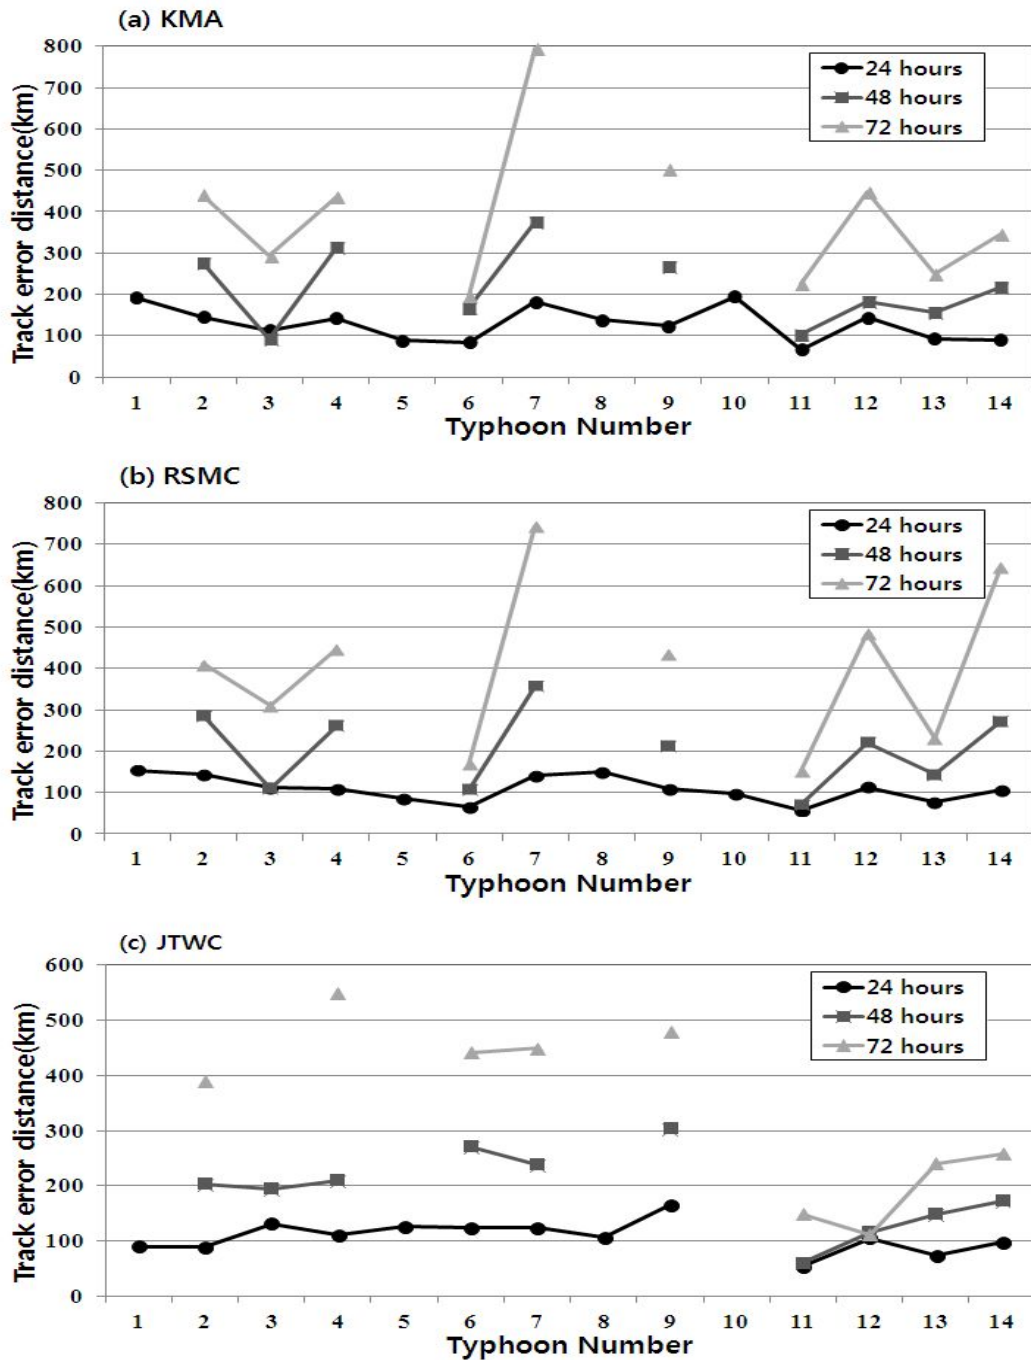 (a) KMA
Track error distance(km)
800
700
600
500
400
300
200
100
0
24 hours
48 hours
72 hours
1 2 3 4 5 6 7 8 9 10 11 12 13 14
Typhoon Number
(b) RSMC
Track error distance(km)
800
700
600
500
400
300
200
100
0
24 hours
48 hours
72 hours
1 2 3 4 5 6 7 8 9 10 11 12 13 14
Typhoon Number
(c) JTWC
Track error distance(km)
600
500
400
300
200
100
0
24 hours
48 hours
72 hours
1 2 3 4 5 6 7 8 9 10 11 12 13 14
Typhoon Number